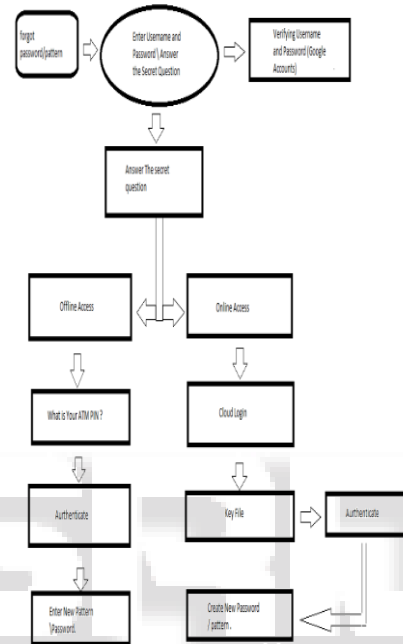 forgot
password/pattern
Enter Username and
Password\ Answer
the Secret Question
Verifying Username
and Password (Google
Accounts)
Answer The secret
question
Offline Access
Online Access
What is Your ATM PIN ?
Cloud Login
Authenticate
Key File
Authenticate
Enter New Pattern
\Password.
Create New Password
/ pattern .